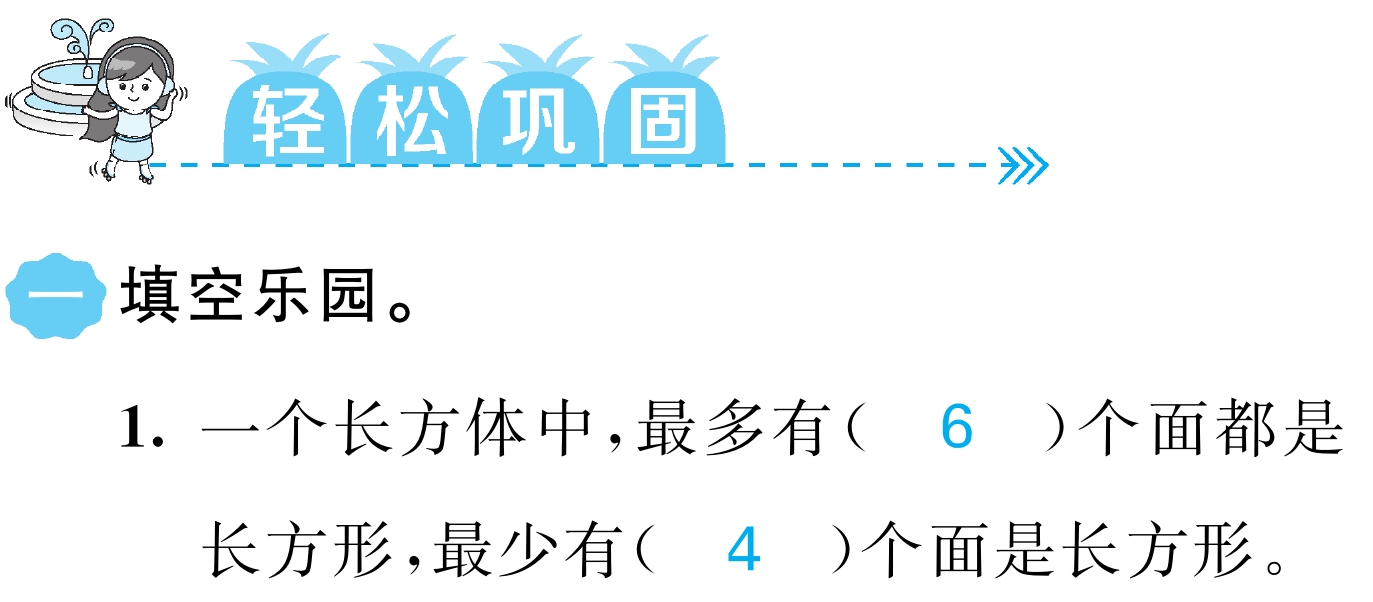 轻松巩固
一 填空乐园。
1. 一个长方体中,最多有( 6 )个面都是
长方形,最少有( 4 )个面是长方形。